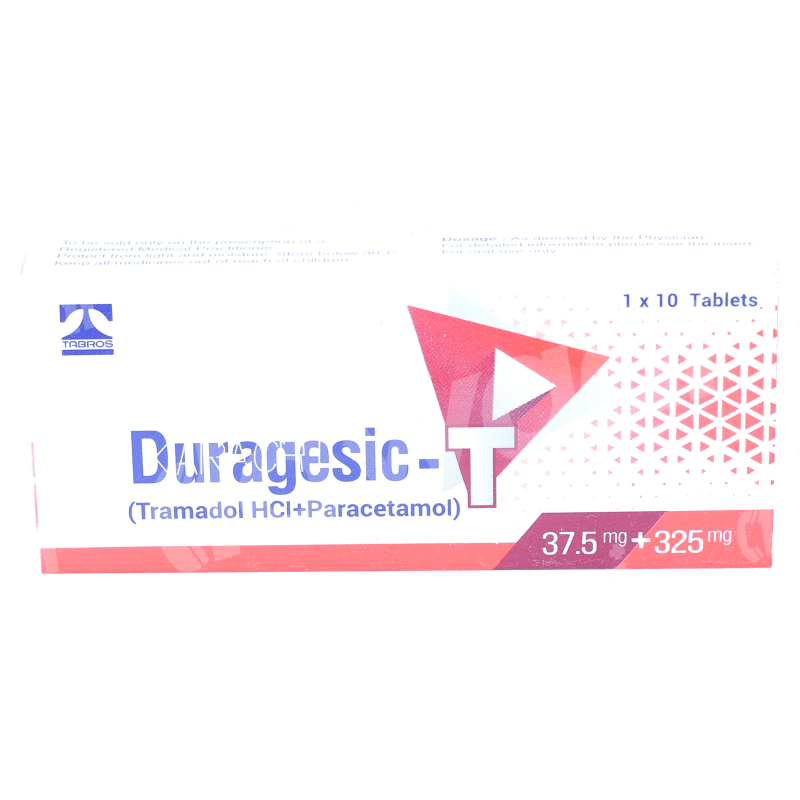 To be sold only on the prescription of a
Registered Medical Practitioner.
Protect from light and moisture. Store below 30°C.
Keep all medicines out of reach of children.
Dosage : As directed by the Physician.
For detailed information please see the insert.
For oral use only.
TABROS
1 x 10 Tablets
Duragesic-T
(Tramadol HCl+Paracetamol)
37.5 mg + 325 mg